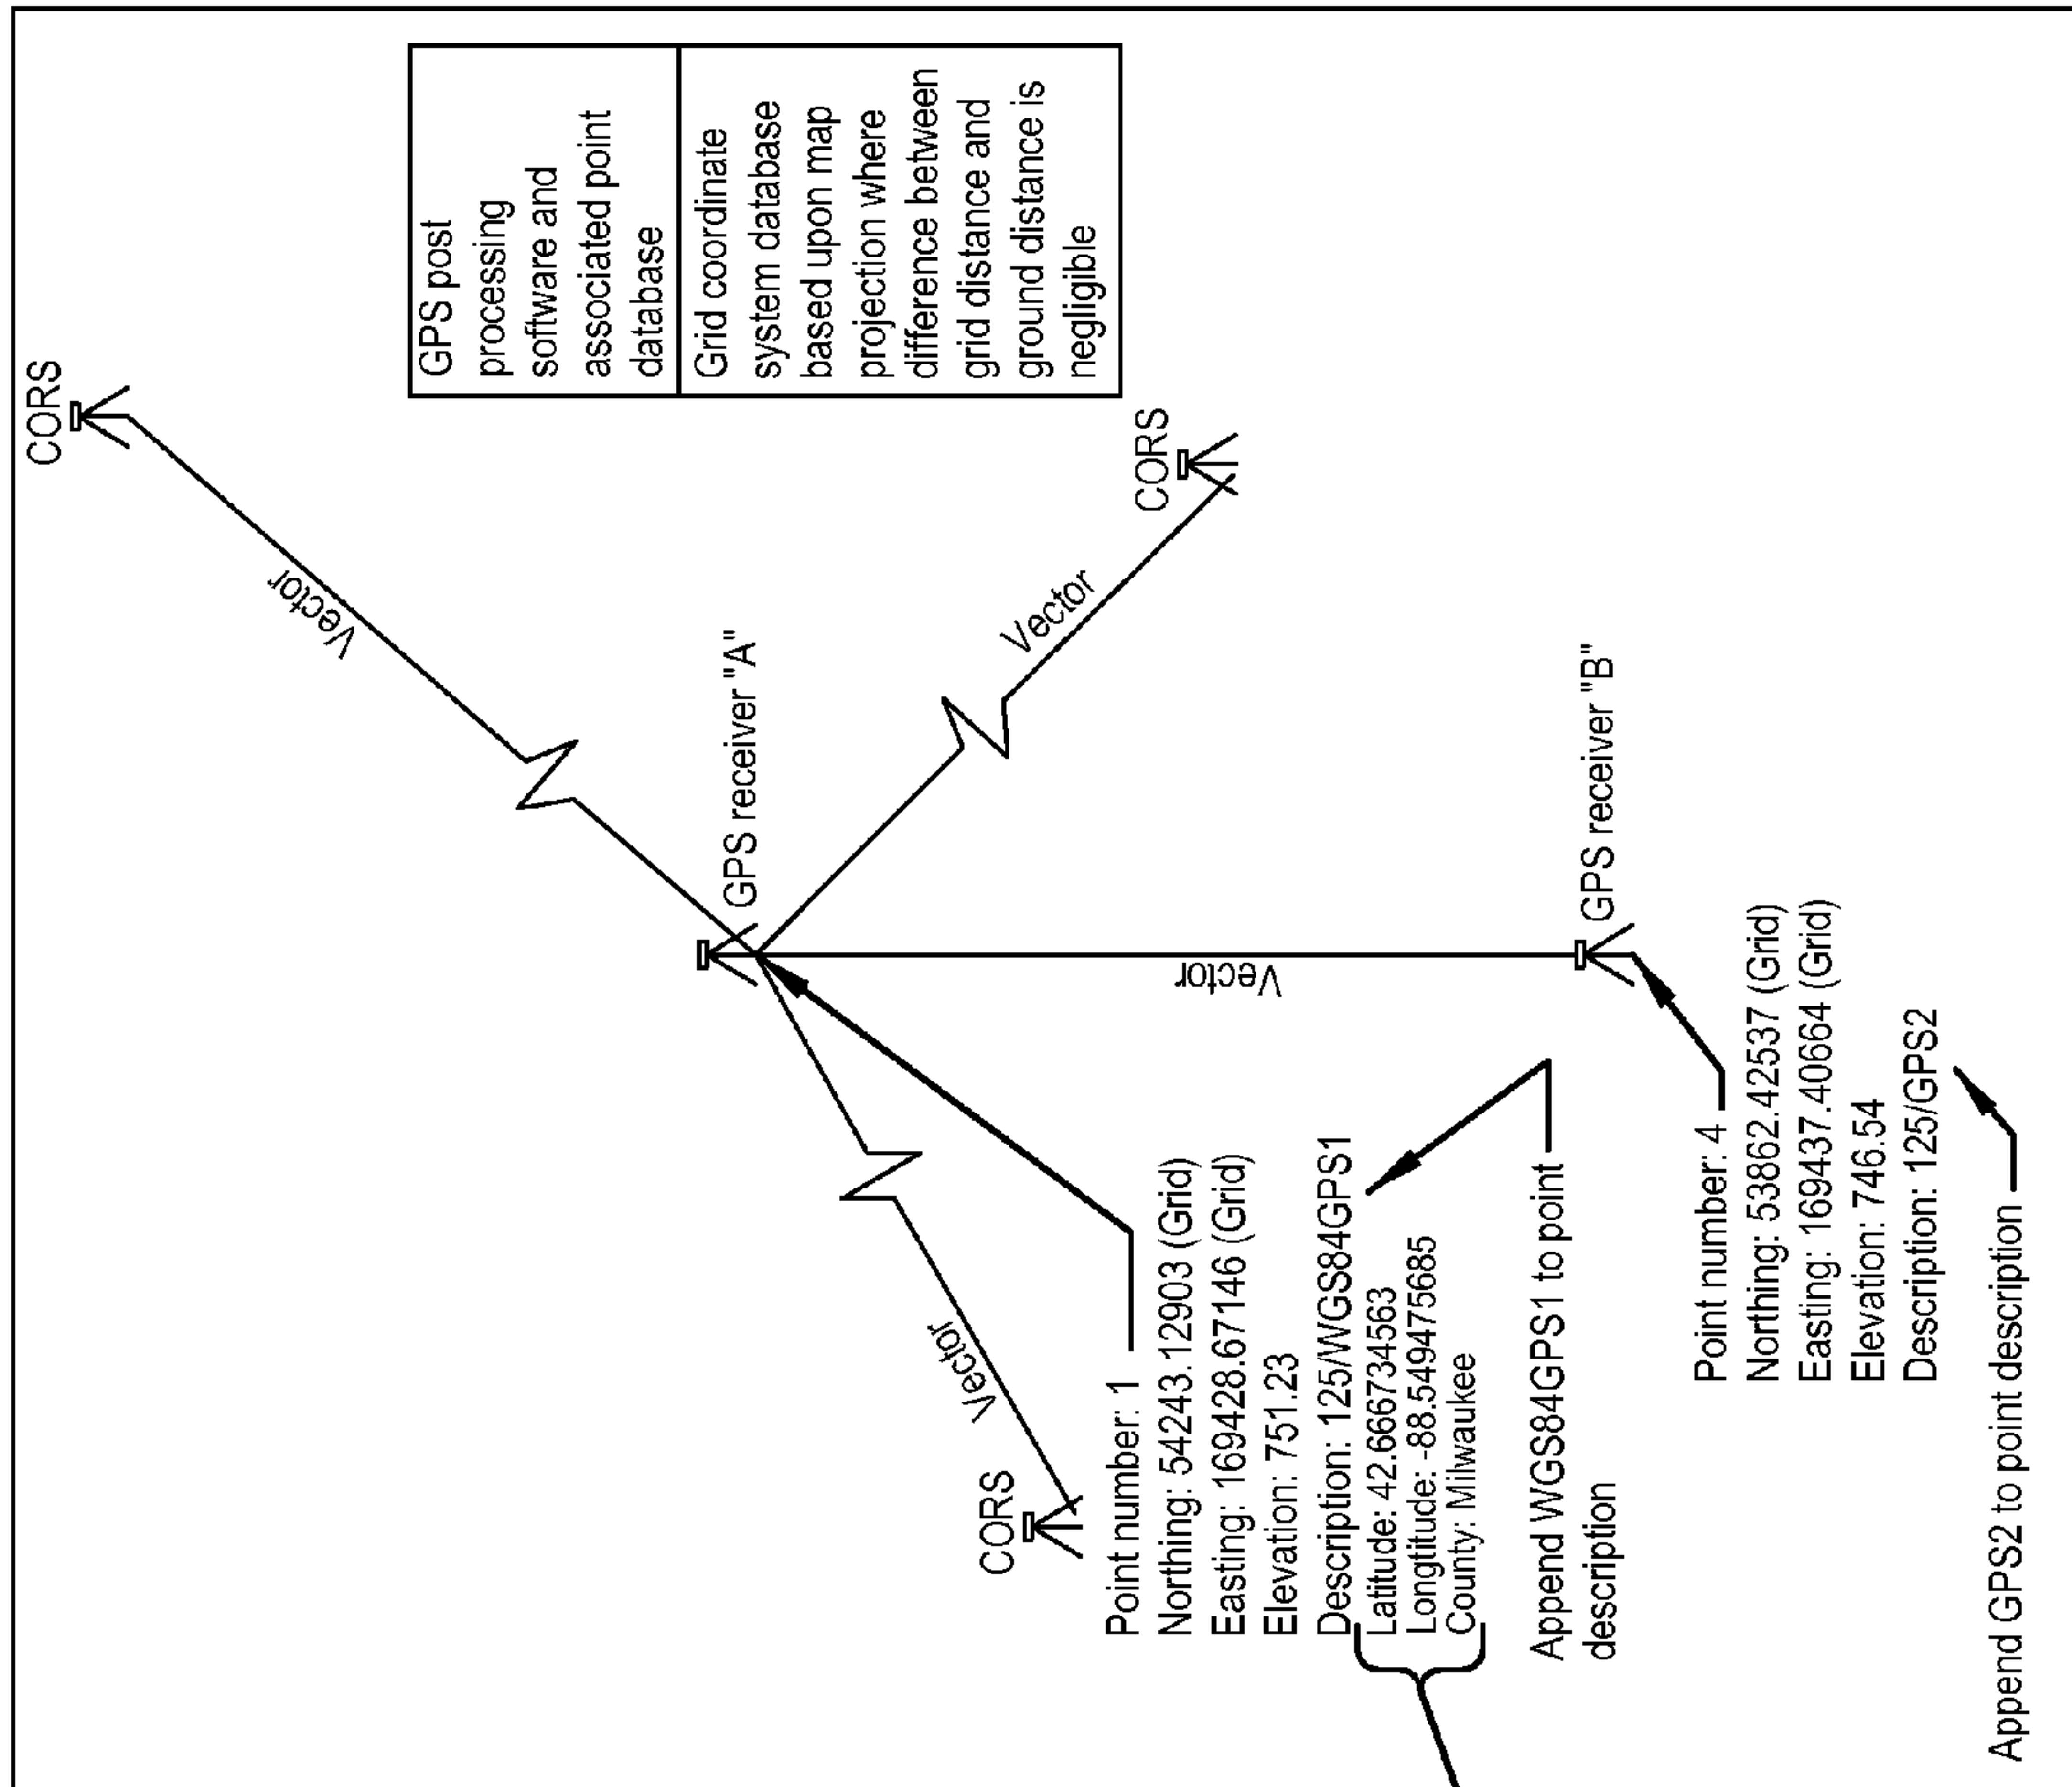 CORS
GPS post
processing
software and
associated point
database
Grid coordinate
system database
based upon map
projection where
difference between
grid distance and
ground distance is
negligible
Vector
CORS
Vector
GPS receiver "A"
Vector
GPS receiver "B"
CORS
Vector
Point number: 1
Northing: 54243.12903 (Grid)
Easting: 169428.67146 (Grid)
Elevation: 751.23
Description: 125/WGS84GPS1
Latitude: 42.6667734563
Longtitude: -88.549475685
County: Milwaukee
Append WGS84GPS1 to point
description
Point number: 4
Northing: 53862.42537 (Grid)
Easting: 169437.40664 (Grid)
Elevation: 746.54
Description: 125/GPS2
Append GPS2 to point description